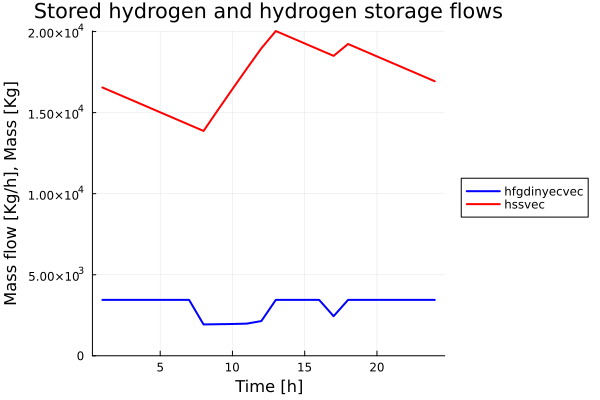 Stored hydrogen and hydrogen storage flows
2.00×10⁴
1.50×10⁴
1.00×10⁴
5.00×10³
0
Mass flow [Kg/h], Mass [Kg]
5 10 15 20
Time [h]
hfgdinyecvec
hssvec